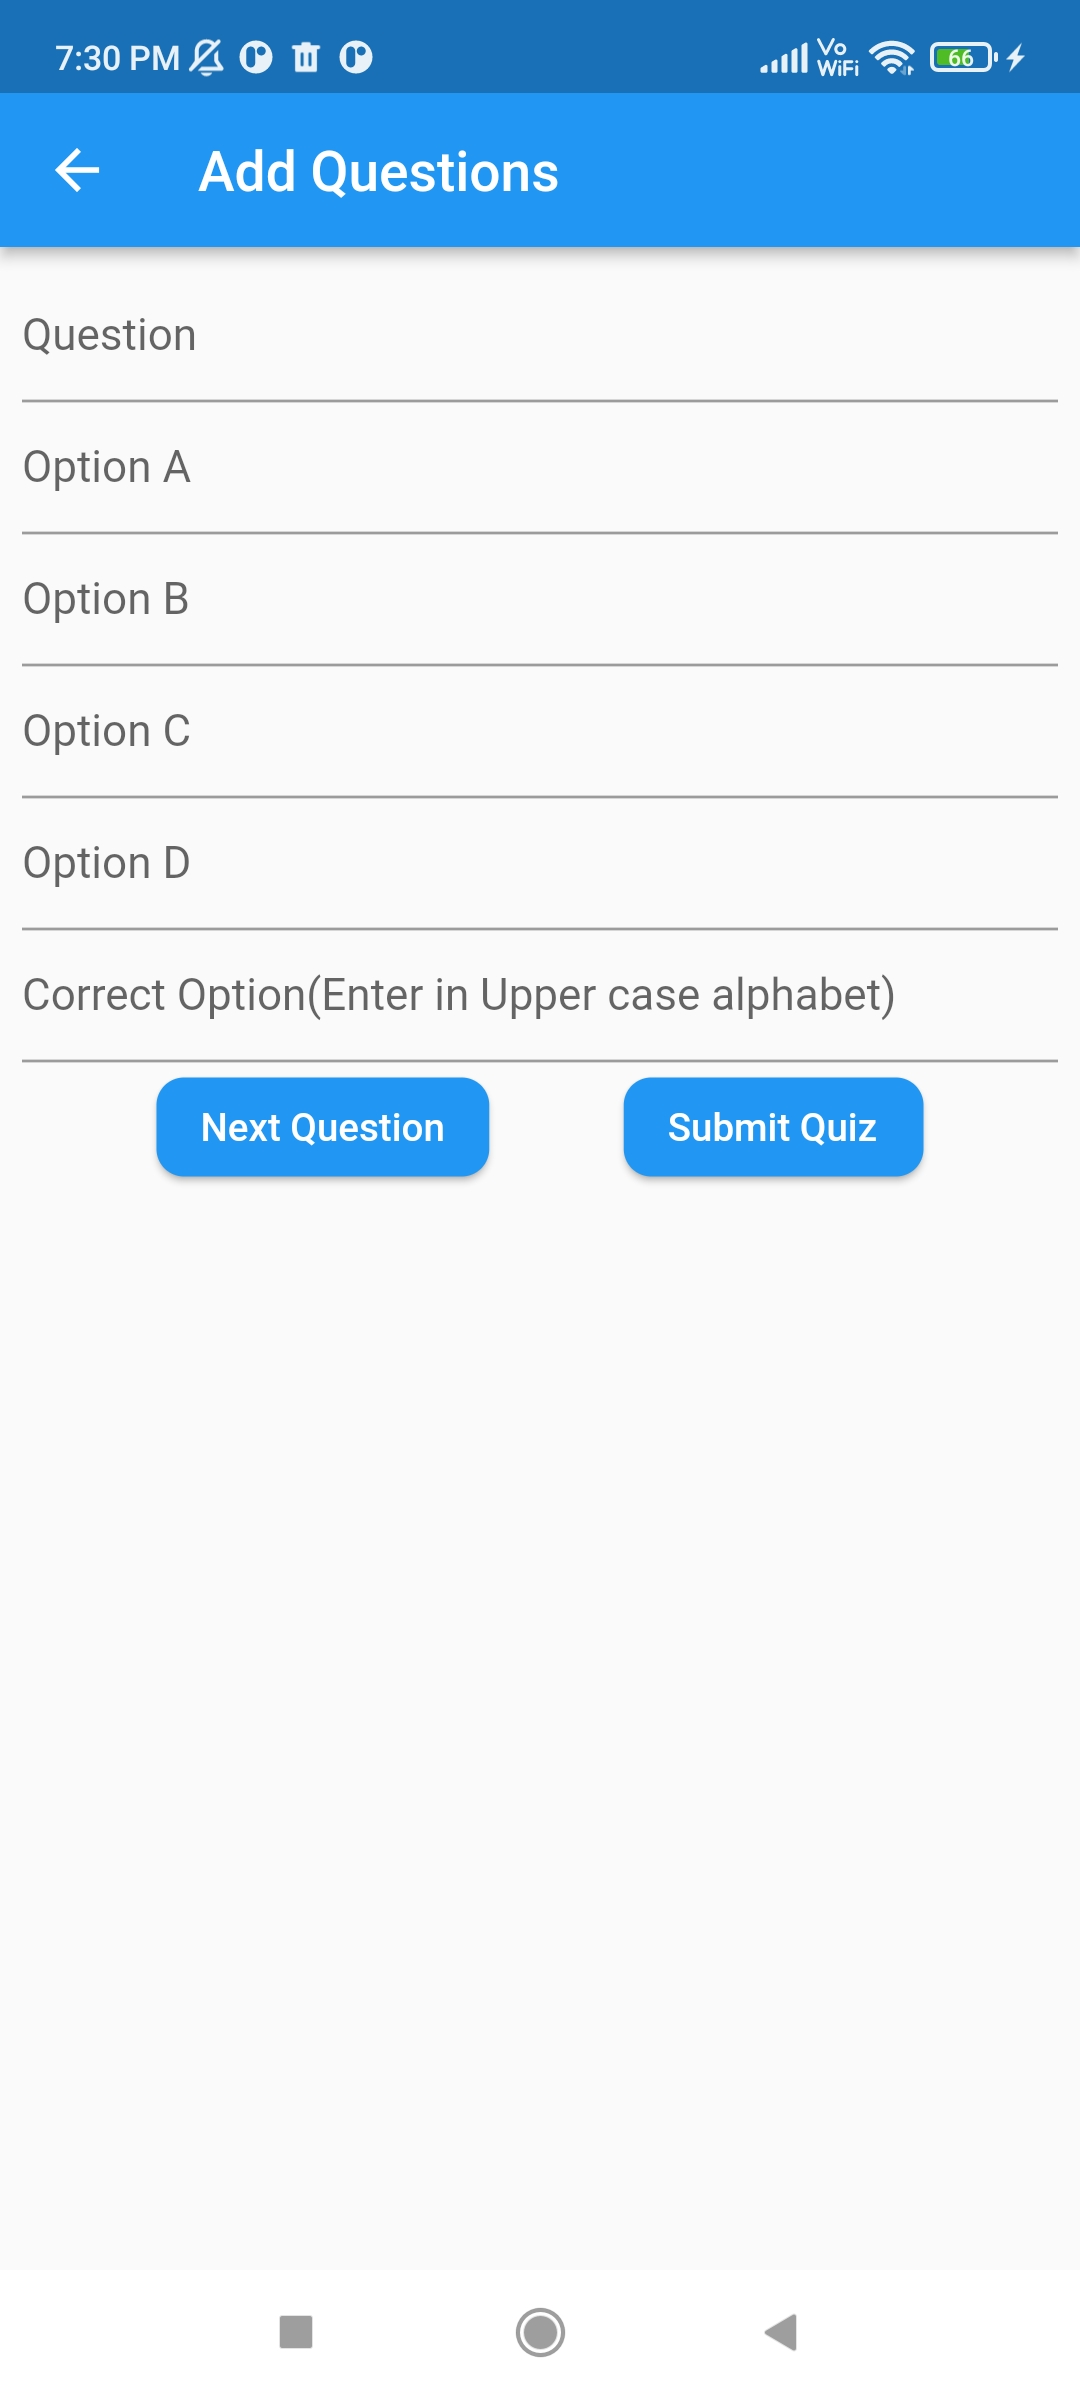 7:30 PM
Vo
WiFi
66
Add Questions
Question
Option A
Option B
Option C
Option D
Correct Option(Enter in Upper case alphabet)
Next Question
Submit Quiz